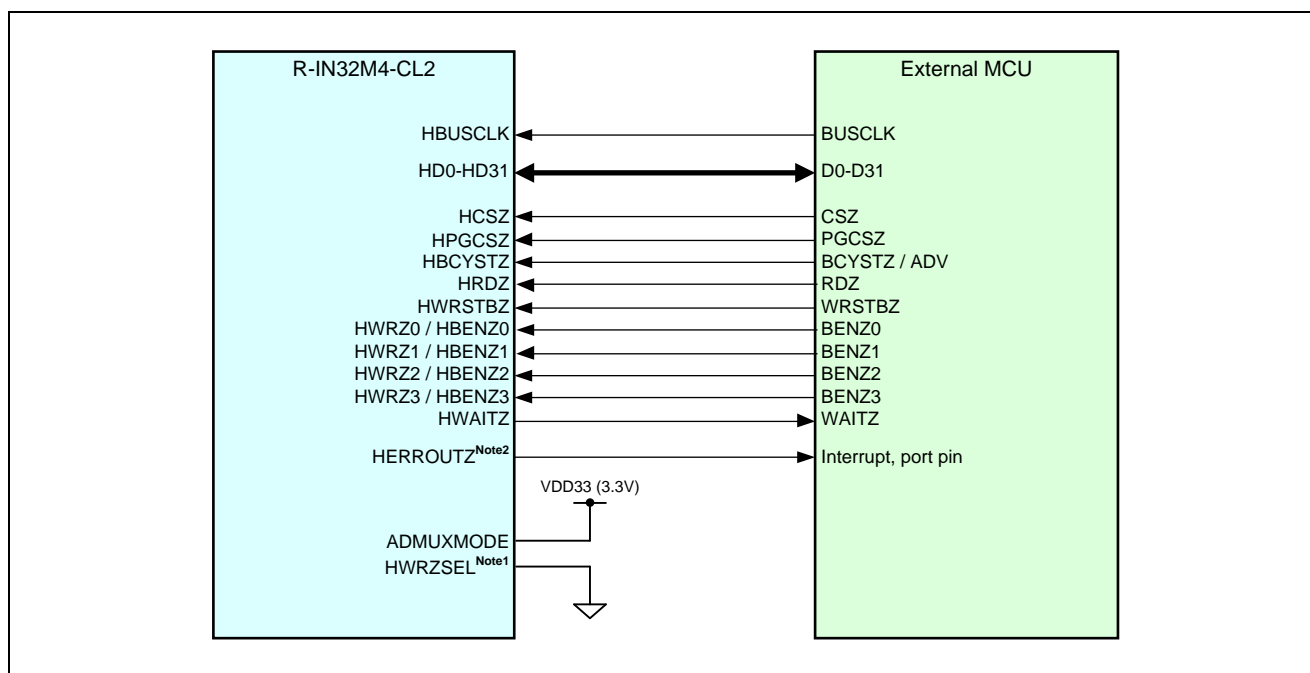 R-IN32M4-CL2 External MCU
HBUSCLK BUSCLK
HD0-HD31 D0-D31
HCSZ CSZ
HPGCSZ PGCSZ
HBCYSTZ BCYSTZ / ADV
HRDZ RDZ
HWRSTBZ WRSTBZ
HWRZ0 / HBENZ0 BENZ0
HWRZ1 / HBENZ1 BENZ1
HWRZ2 / HBENZ2 BENZ2
HWRZ3 / HBENZ3 BENZ3
HWAITZ WAITZ
HERROUTZNote2 Interrupt, port pin
VDD33 (3.3V)
ADMUXMODE
HWRZSELNote1